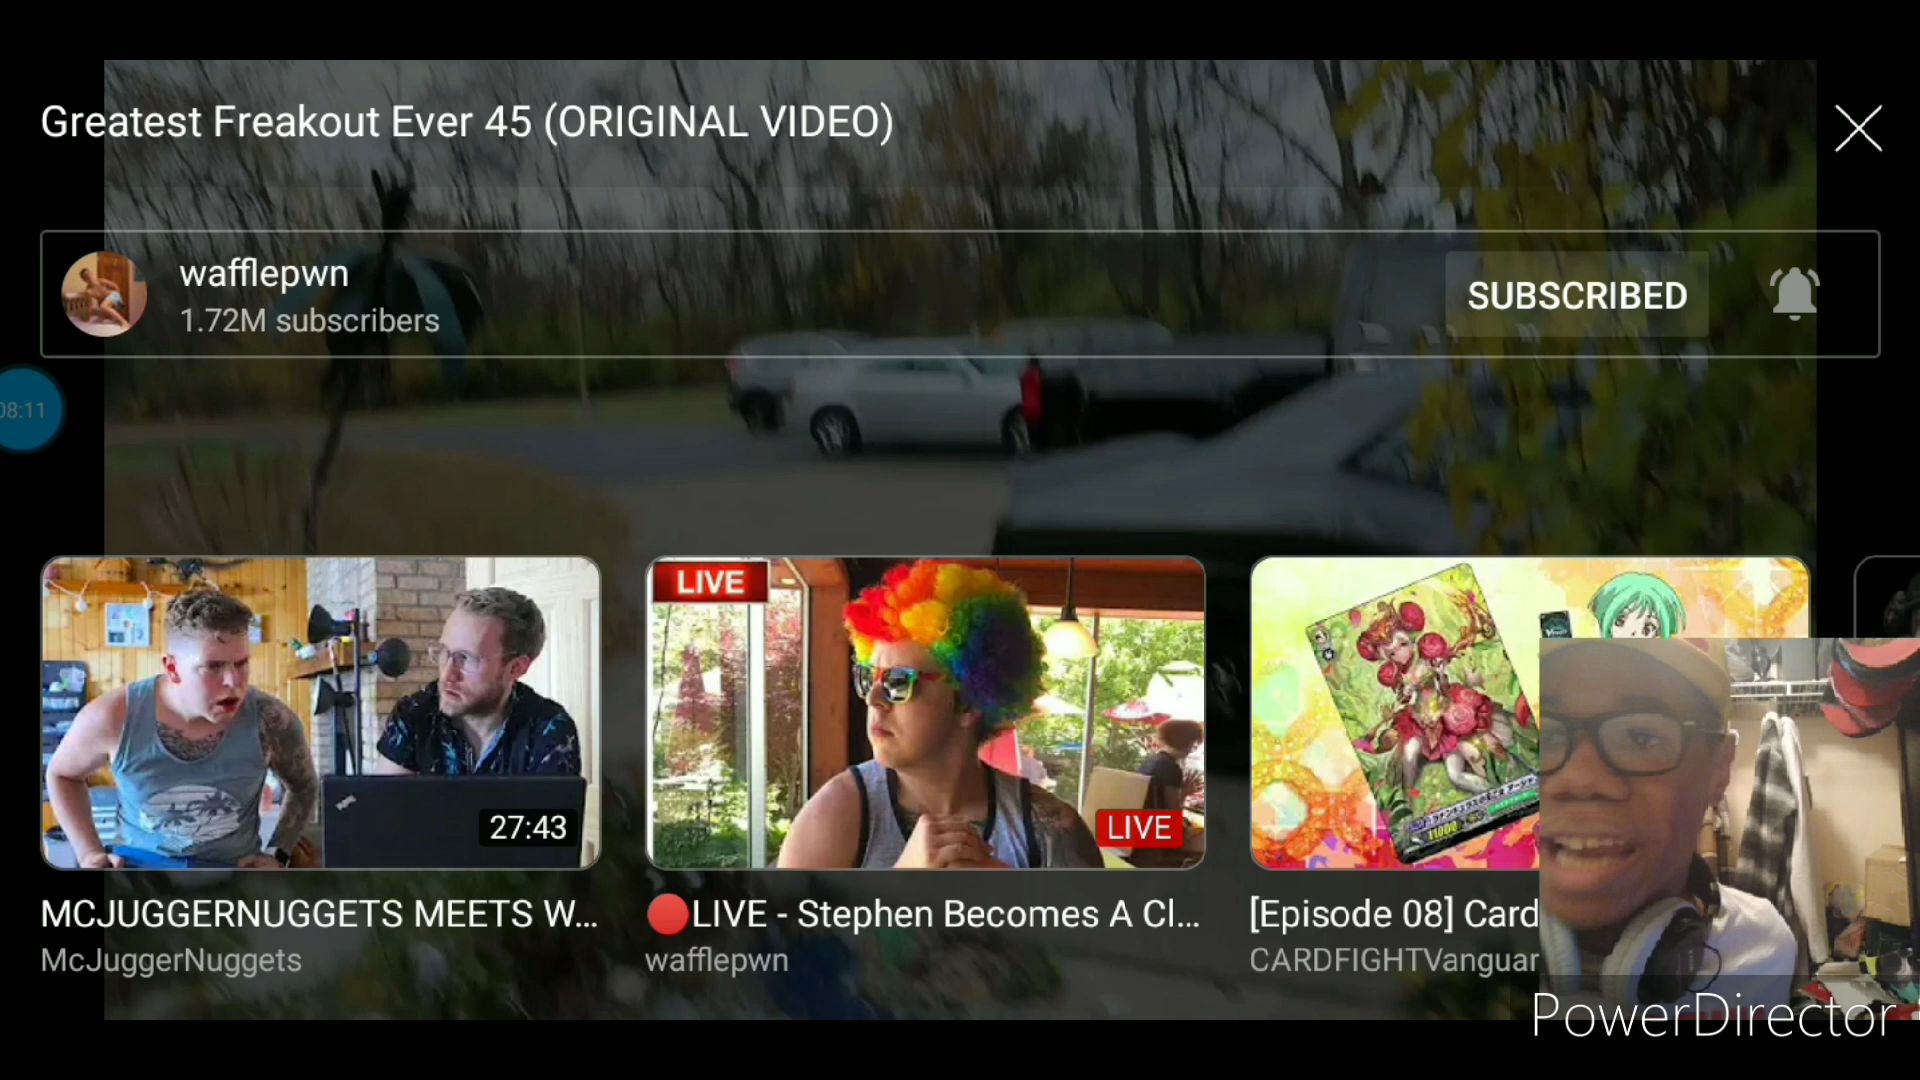 Greatest Freakout Ever 45 (ORIGINAL VIDEO)
wafflepwn
1.72M subscribers
SUBSCRIBED
08:11
LIVE
27:43
LIVE
11000
MCJUGGERNUGGETS MEETS W...
🔴LIVE - Stephen Becomes A Cl...
[Episode 08] Card
McJuggerNuggets
wafflepwn
CARDFIGHTVanguar
PowerDirector